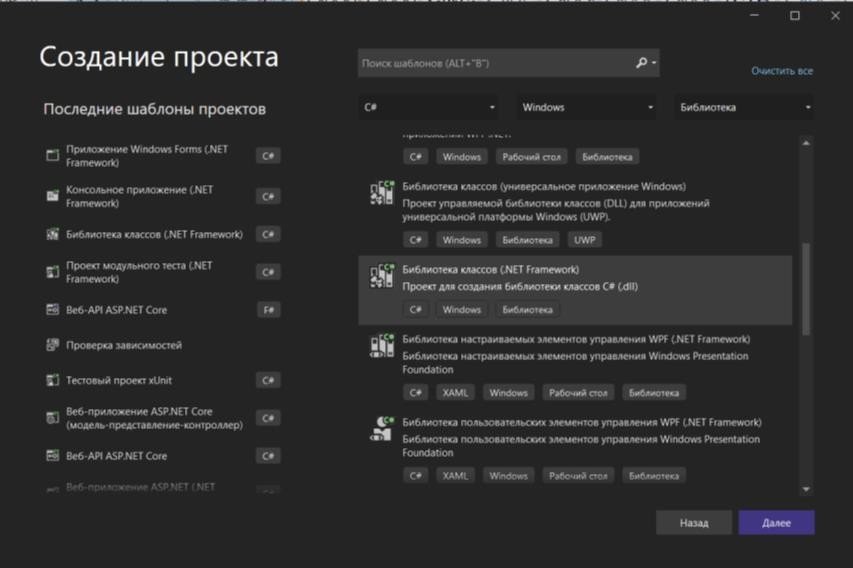 Создание проекта
Поиск шаблонов (ALT+"B")
Очистить все
C#
Windows
Библиотека
Последние шаблоны проектов
Приложение Windows Forms (.NET
Framework)
C#
Консольное приложение (.NET
Framework)
C#
Библиотека классов (.NET Framework)
C#
Проект модульного теста (.NET
Framework)
C#
Веб-API ASP.NET Core
F#
Проверка зависимостей
Тестовый проект xUnit
C#
Веб-приложение ASP.NET Core
(модель-представление-контроллер)
C#
Веб-API ASP.NET Core
C#
Веб-приложение ASP.NET (.NET
приложений WPF .NET.
C# Windows Рабочий стол Библиотека
Библиотека классов (универсальное приложение Windows)
Проект управляемой библиотеки классов (DLL) для приложений
универсальной платформы Windows (UWP).
C# Windows Библиотека UWP
Библиотека классов (.NET Framework)
Проект для создания библиотеки классов C# (.dll)
C# Windows Библиотека
Библиотека настраиваемых элементов управления WPF (.NET Framework)
Библиотека настраиваемых элементов управления Windows Presentation
Foundation
C# XAML Windows Рабочий стол Библиотека
Библиотека пользовательских элементов управления WPF (.NET Framework)
Библиотека пользовательских элементов управления Windows Presentation
Foundation
C# XAML Windows Рабочий стол Библиотека
Назад
Далее